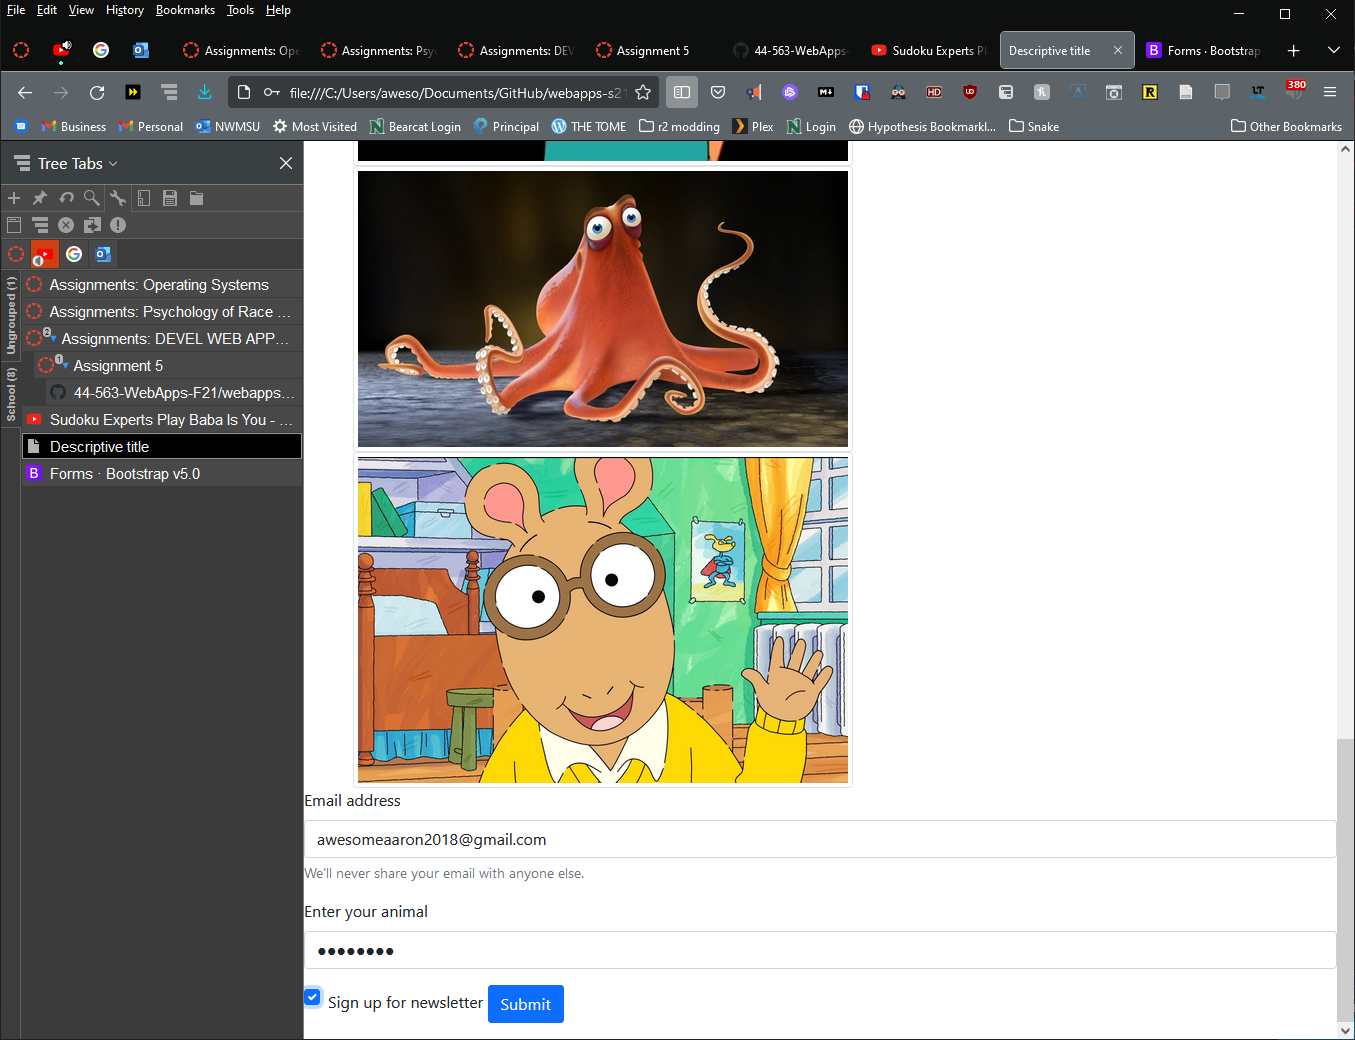 File Edit View History Bookmarks Tools Help
Assignments: Ope
Assignments: Psy
Assignments: DEV
Assignment 5
44-563-WebApps-
Sudoku Experts Pl
Descriptive title
Forms · Bootstrap
file:///C:/Users/aweso/Documents/GitHub/webapps-s21
380
Business Personal NWMSU Most Visited Bearcat Login Principal THE TOME r2 modding Plex Login Hypothesis Bookmarkl... Snake Other Bookmarks
Tree Tabs
Ungrouped (1)
School (8)
Assignments: Operating Systems
Assignments: Psychology of Race ...
2 Assignments: DEVEL WEB APP...
1 Assignment 5
44-563-WebApps-F21/webapps...
Sudoku Experts Play Baba Is You - ...
Descriptive title
B Forms · Bootstrap v5.0
Email address
awesomeaaron2018@gmail.com
We'll never share your email with anyone else.
Enter your animal
••••••••
Sign up for newsletter Submit